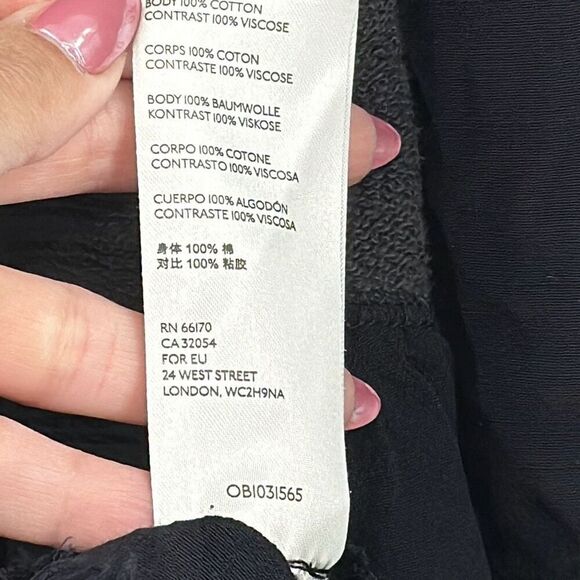 BODY 100% COTTON
CONTRAST 100% VISCOSE
CORPS 100% COTON
CONTRASTE 100% VISCOSE
BODY 100% BAUMWOLLE
KONTRAST 100% VISKOSE
CORPO 100% COTONE
CONTRASTO 100% VISCOSA
CUERPO 100% ALGODÓN
CONTRASTE 100% VISCOSA
身体 100% 棉
对比 100% 粘胶
RN 66170
CA 32054
FOR EU
24 WEST STREET
LONDON, WC2H9NA
OB1031565